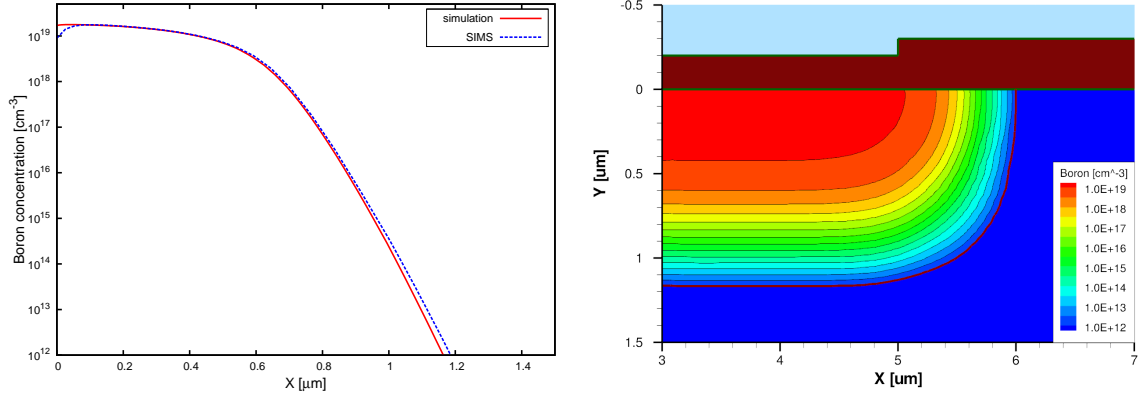 simulation
SIMS
10^19
10^18
10^17
10^16
10^15
10^14
10^13
10^12
Boron concentration [cm^-3]
0 0.2 0.4 0.6 0.8 1 1.2 1.4
X [µm]
-0.5
0
0.5
1
1.5
Y [um]
Boron [cm^-3]
1.0E+19
1.0E+18
1.0E+17
1.0E+16
1.0E+15
1.0E+14
1.0E+13
1.0E+12
3 4 5 6 7
X [um]